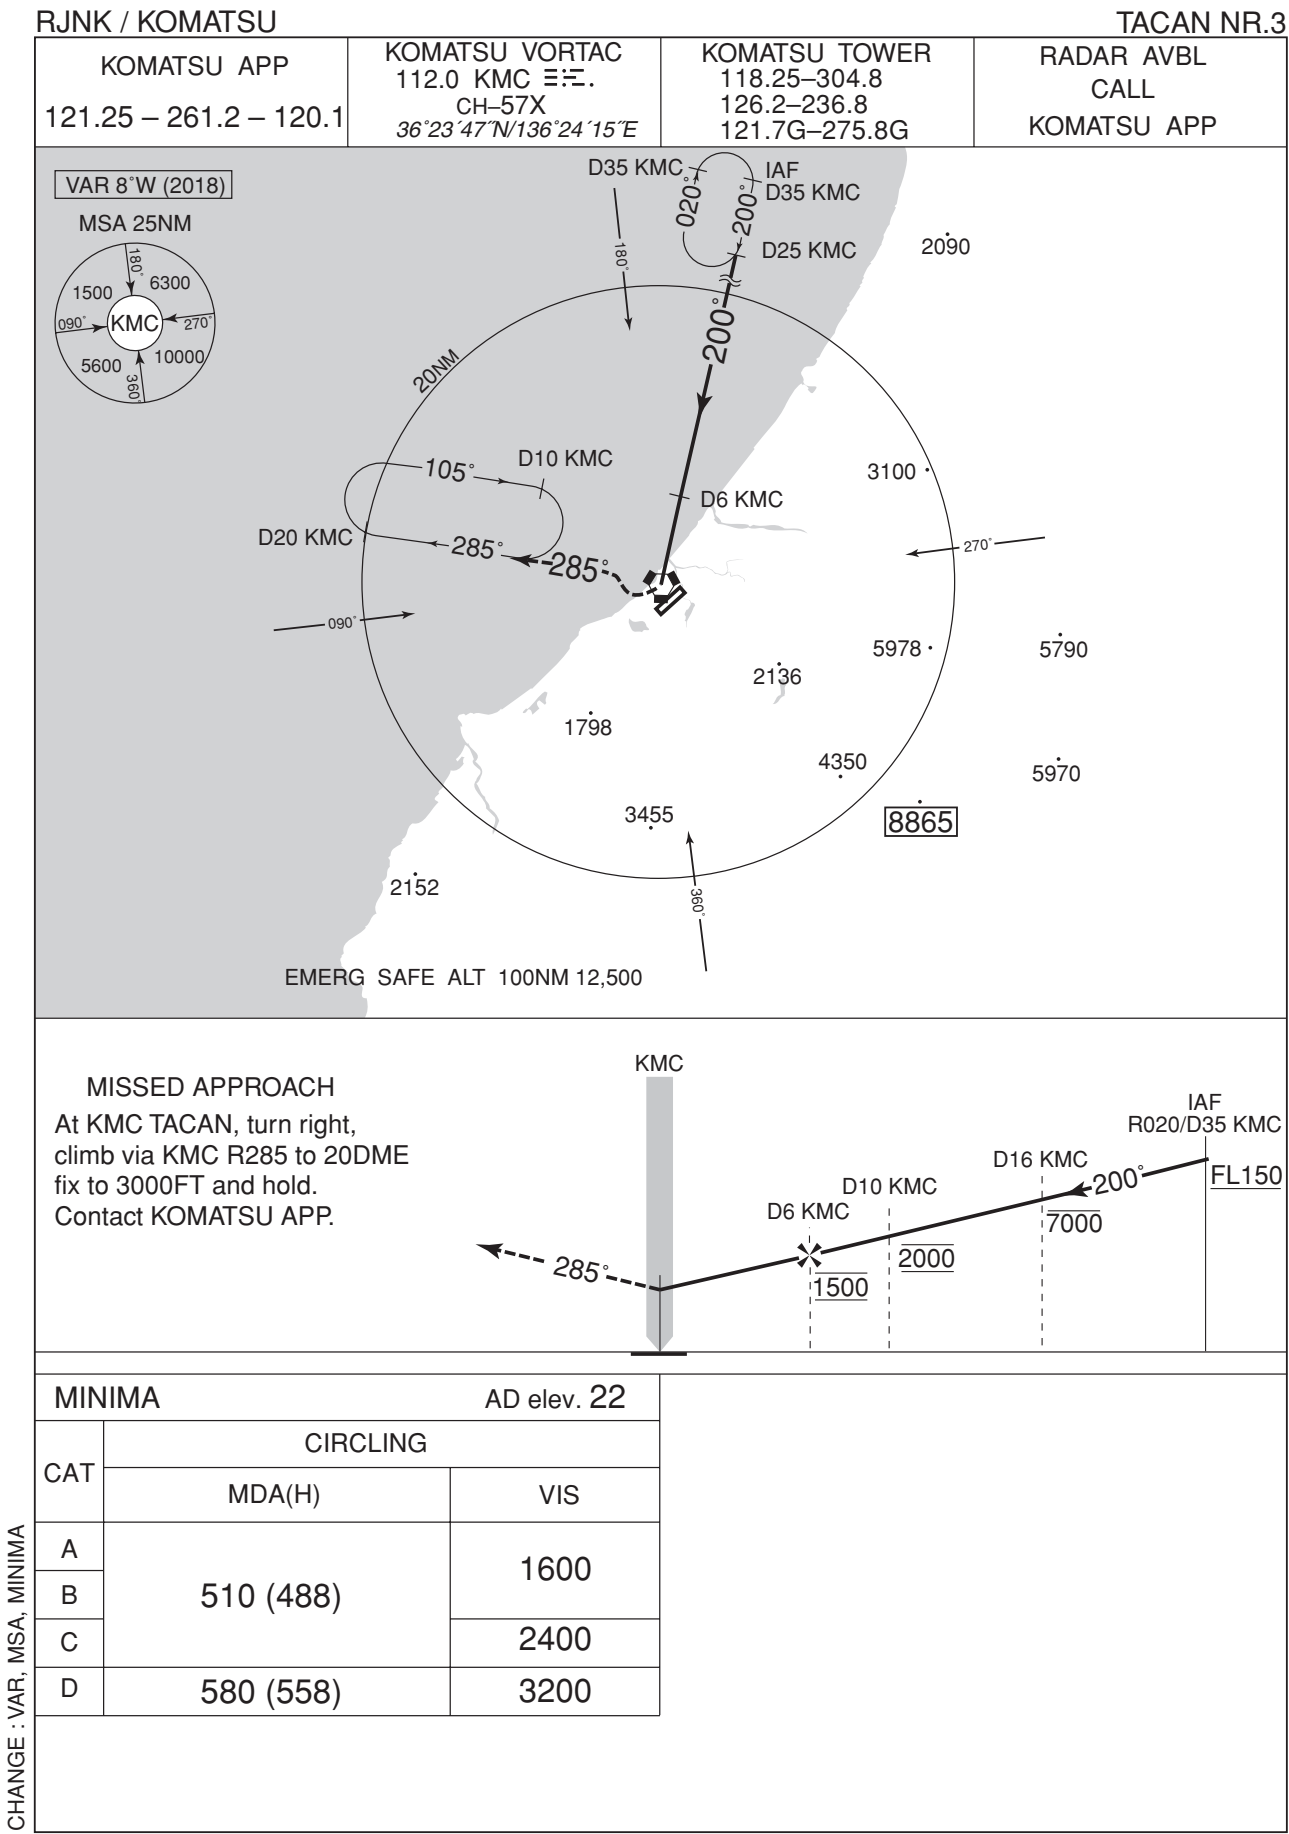 RJNK / KOMATSU
TACAN NR.3
KOMATSU APP
121.25 – 261.2 – 120.1
KOMATSU VORTAC
112.0 KMC
CH–57X
36°23´47˝N/136°24´15˝E
KOMATSU TOWER
118.25–304.8
126.2–236.8
121.7G–275.8G
RADAR AVBL
CALL
KOMATSU APP
VAR 8°W (2018)
MSA 25NM
180°
1500
6300
090°
KMC
270°
5600
10000
360°
D35 KMC
IAF
D35 KMC
020°
200°
D25 KMC
180°
2090
200°
20NM
105°
D10 KMC
3100
D6 KMC
D20 KMC
285°
285°
270°
090°
5978
5790
2136
1798
4350
5970
3455
8865
2152
360°
EMERG SAFE ALT 100NM 12,500
MISSED APPROACH
At KMC TACAN, turn right,
climb via KMC R285 to 20DME
fix to 3000FT and hold.
Contact KOMATSU APP.
KMC
IAF
R020/D35 KMC
D16 KMC
D10 KMC
D6 KMC
200°
FL150
7000
2000
1500
285°
MINIMA
AD elev. 22
CAT
CIRCLING
MDA(H)
VIS
A
B
C
D
510 (488)
580 (558)
1600
2400
3200
CHANGE : VAR, MSA, MINIMA